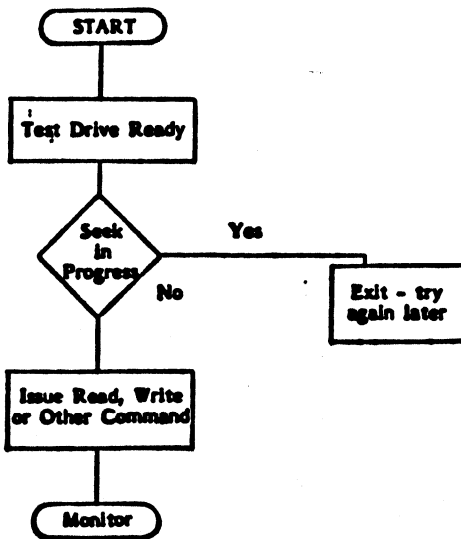 START
Test Drive Ready
Seek
in
Progress
Yes
No
Exit - try
again later
Issue Read, Write
or Other Command
Monitor